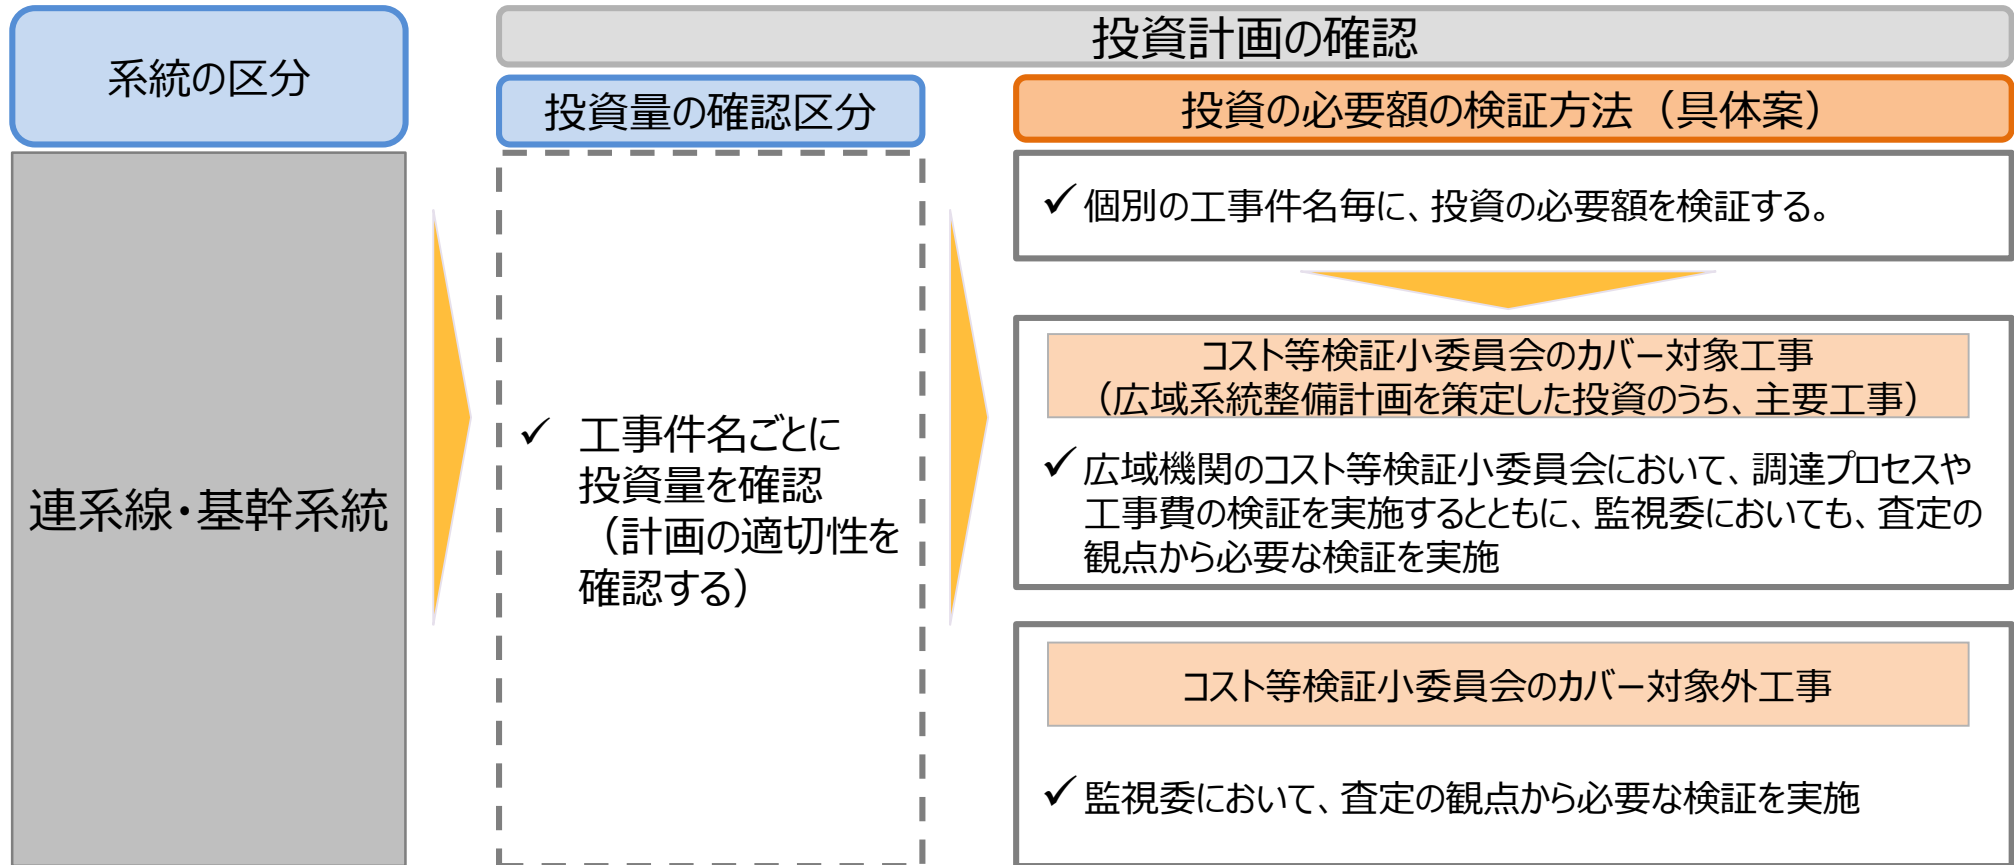 系統の区分
投資計画の確認
投資量の確認区分
投資の必要額の検証方法（具体案）
連系線・基幹系統
✓ 工事件名ごとに
投資量を確認
（計画の適切性を
確認する）
✓ 個別の工事件名毎に、投資の必要額を検証する。
コスト等検証小委員会のカバー対象工事
（広域系統整備計画を策定した投資のうち、主要工事）
✓ 広域機関のコスト等検証小委員会において、調達プロセスや
工事費の検証を実施するとともに、監視委においても、査定の
観点から必要な検証を実施
コスト等検証小委員会のカバー対象外工事
✓ 監視委において、査定の観点から必要な検証を実施